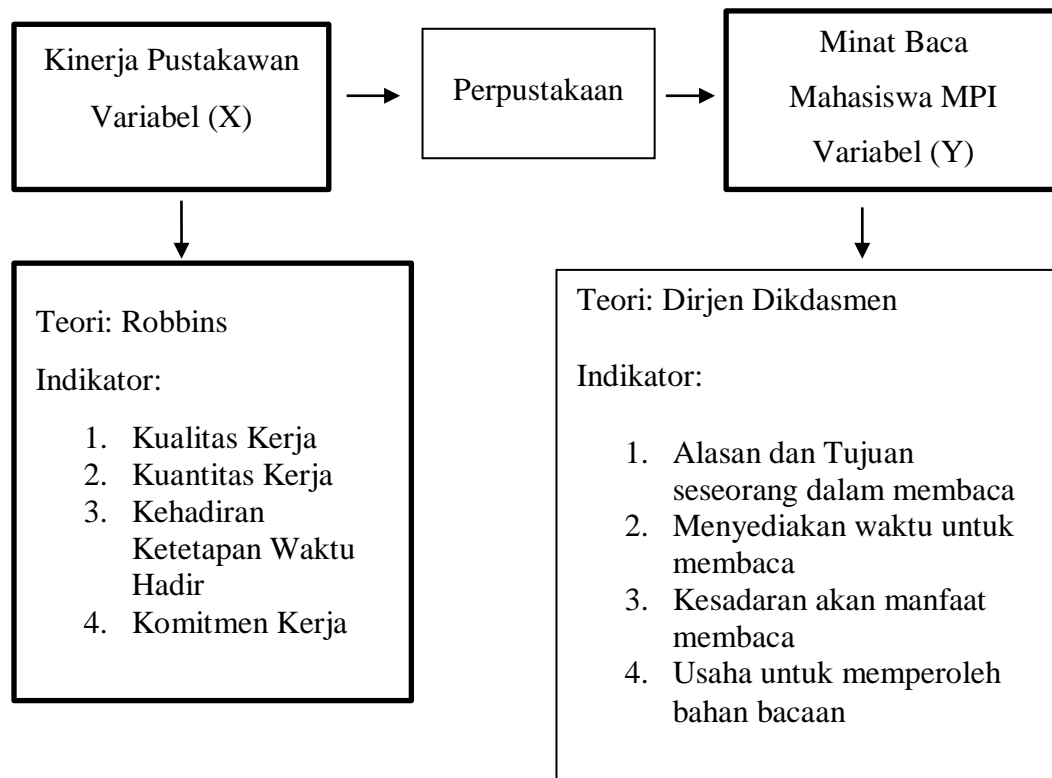 Kinerja Pustakawan
Variabel (X)
Perpustakaan
Minat Baca
Mahasiswa MPI
Variabel (Y)
Teori: Robbins
Indikator:
1. Kualitas Kerja
2. Kuantitas Kerja
3. Kehadiran
Ketetapan Waktu
Hadir
4. Komitmen Kerja
Teori: Dirjen Dikdasmen
Indikator:
1. Alasan dan Tujuan
seseorang dalam membaca
2. Menyediakan waktu untuk
membaca
3. Kesadaran akan manfaat
membaca
4. Usaha untuk memperoleh
bahan bacaan